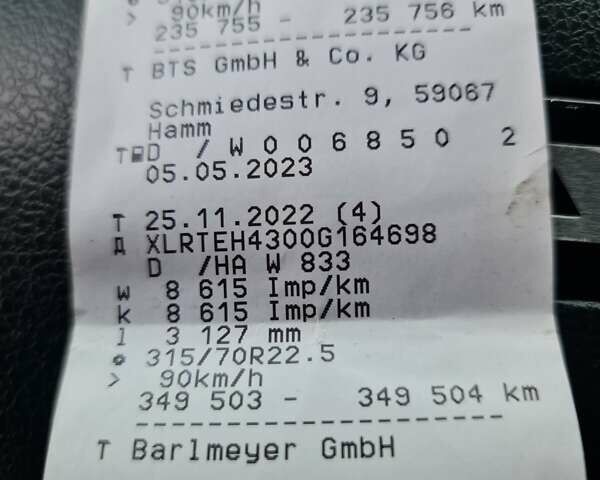 > 90km/h
235 755 - 235 756 km
--------------------------
T BTS GmbH & Co. KG
Schmiedestr. 9, 59067
Hamm
T D / W 0 0 6 8 5 0 2
05.05.2023
T 25.11.2022 (4)
A XLRTEH4300G164698
D /HA W 833
w 8 615 Imp/km
k 8 615 Imp/km
l 3 127 mm
315/70R22.5
> 90km/h
349 503 - 349 504 km
--------------------------
T Barlmeyer GmbH